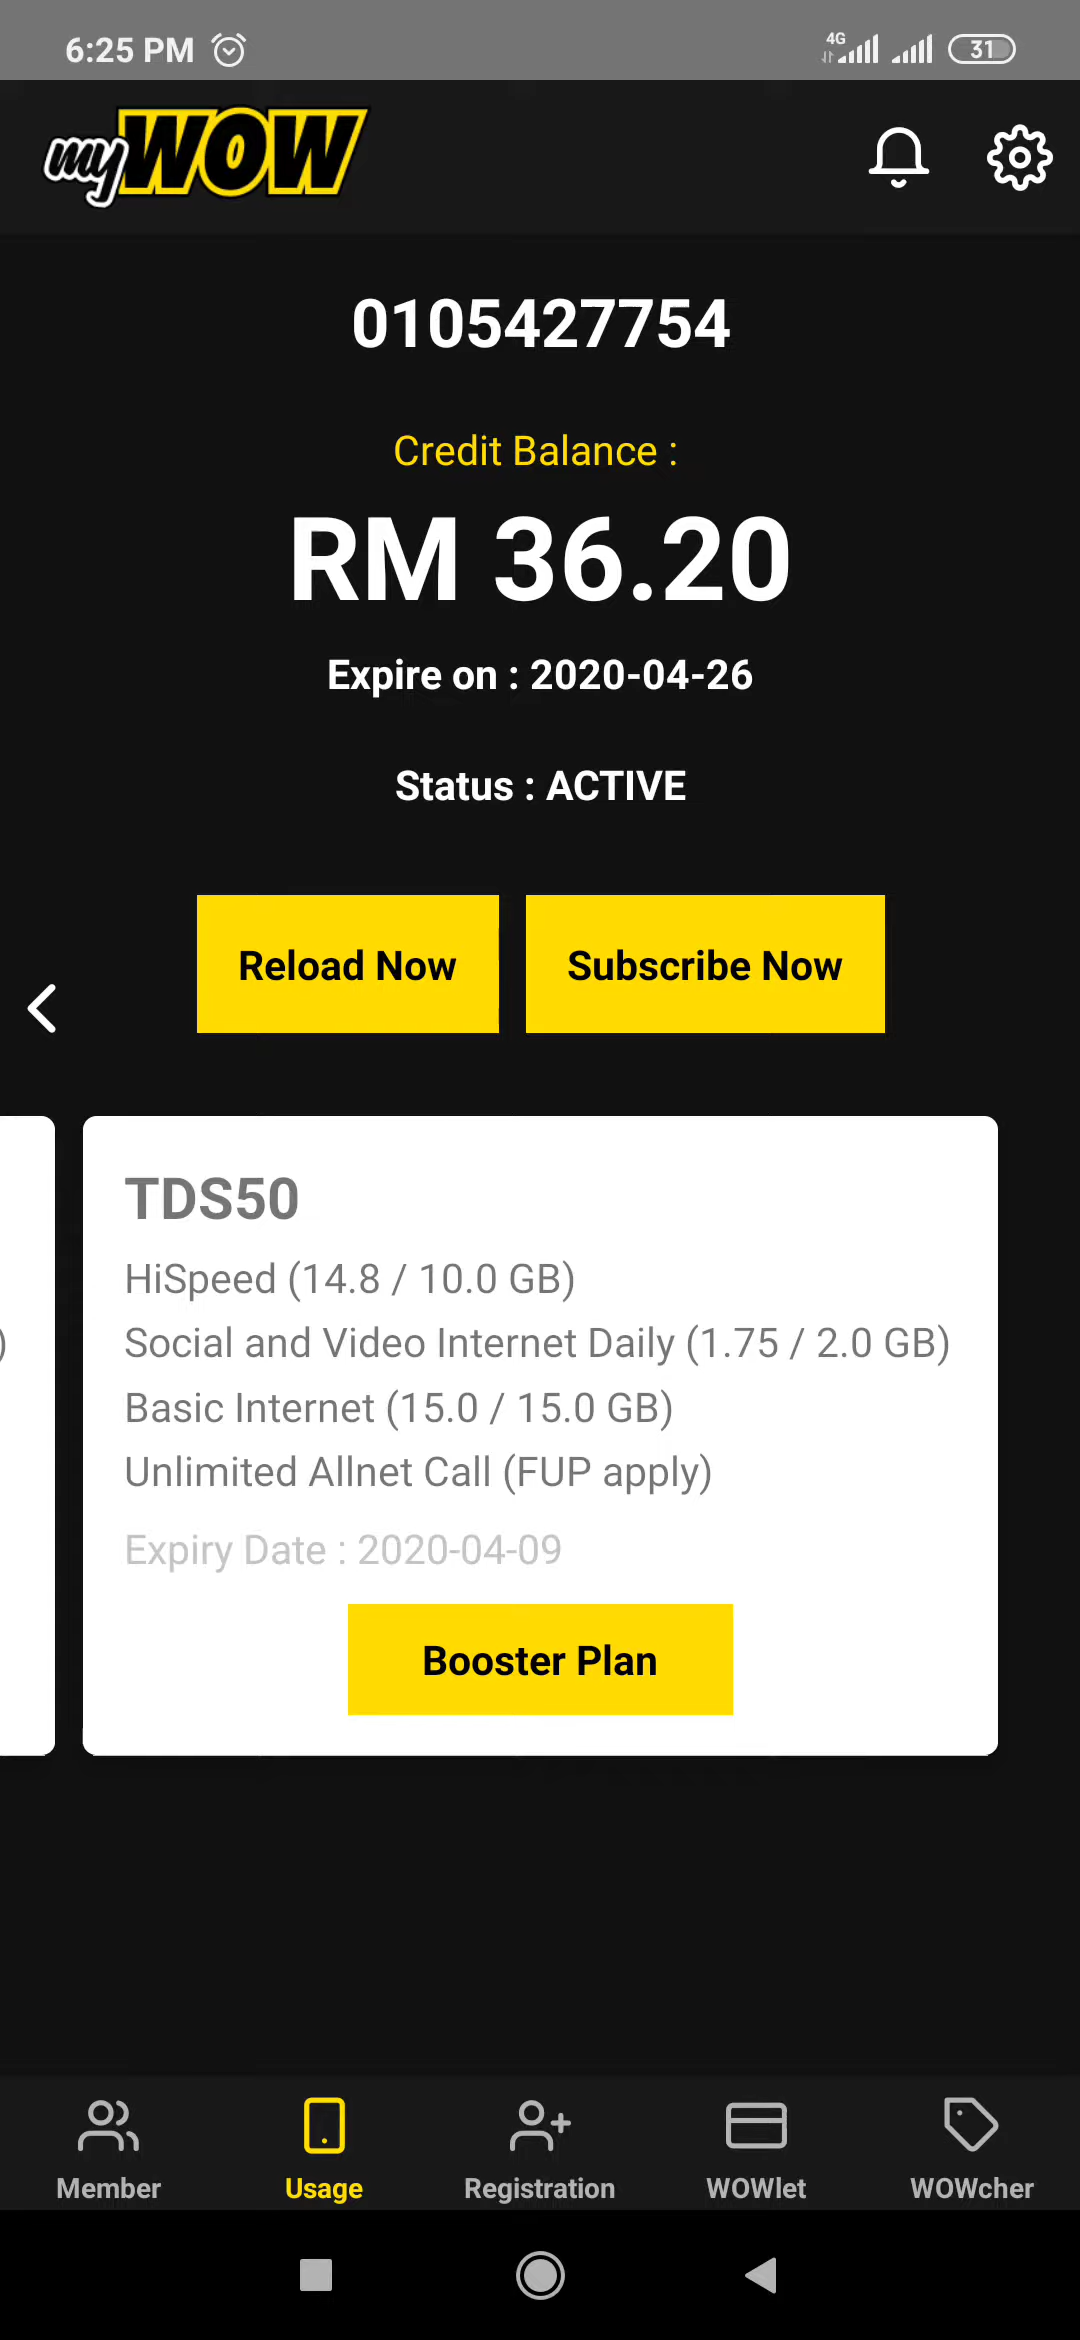 6:25 PM
4G
31
myWOW
0105427754
Credit Balance :
RM 36.20
Expire on : 2020-04-26
Status : ACTIVE
Reload Now
Subscribe Now
)
TDS50
HiSpeed (14.8 / 10.0 GB)
Social and Video Internet Daily (1.75 / 2.0 GB)
Basic Internet (15.0 / 15.0 GB)
Unlimited Allnet Call (FUP apply)
Expiry Date : 2020-04-09
Booster Plan
Member
Usage
Registration
WOWlet
WOWcher